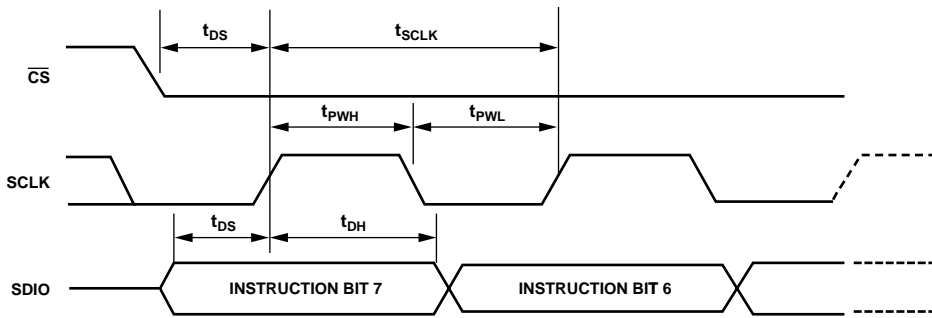 tDS
tSCLK
CS
tPWH
tPWL
SCLK
tDS
tDH
SDIO
INSTRUCTION BIT 7
INSTRUCTION BIT 6